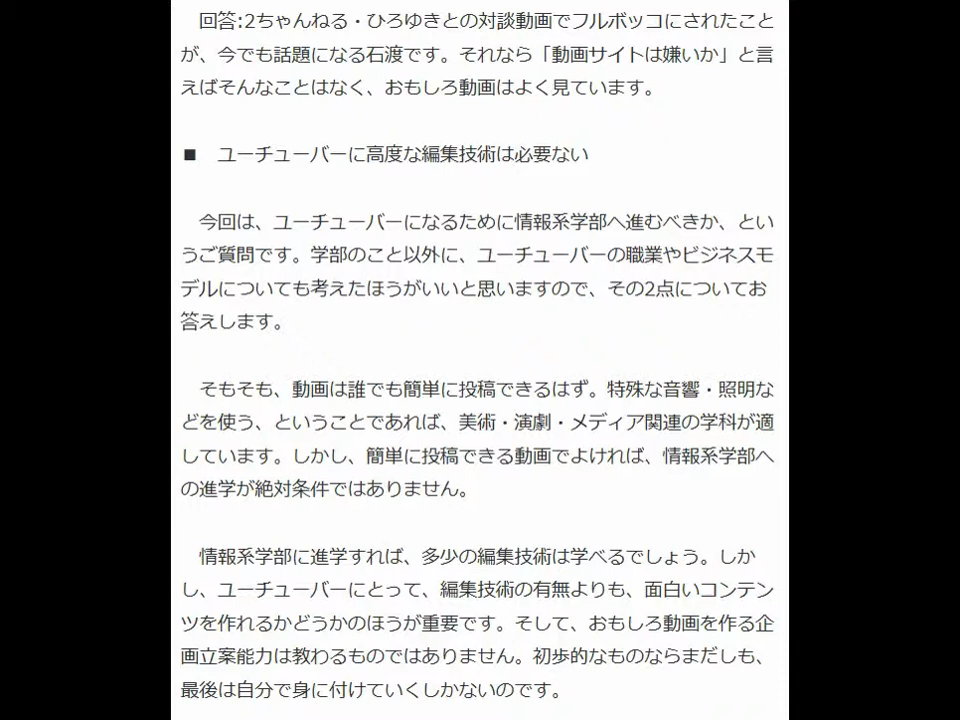 回答:2ちゃんねる・ひろゆきとの対談動画でフルボッコにされたこと
が、今でも話題になる石渡です。それなら「動画サイトは嫌いか」と言
えばそんなことはなく、おもしろ動画はよく見ています。
■　ユーチューバーに高度な編集技術は必要ない
今回は、ユーチューバーになるために情報系学部へ進むべきか、とい
うご質問です。学部のこと以外に、ユーチューバーの職業やビジネスモ
デルについても考えたほうがいいと思いますので、その2点についてお
答えします。
そもそも、動画は誰でも簡単に投稿できるはず。特殊な音響・照明な
どを使う、ということであれば、美術・演劇・メディア関連の学科が適
しています。しかし、簡単に投稿できる動画でよければ、情報系学部へ
の進学が絶対条件ではありません。
情報系学部に進学すれば、多少の編集技術は学べるでしょう。しか
し、ユーチューバーにとって、編集技術の有無よりも、面白いコンテン
ツを作れるかどうかのほうが重要です。そして、おもしろ動画を作る企
画立案能力は教わるものではありません。初歩的なものならまだしも、
最後は自分で身に付けていくしかないのです。